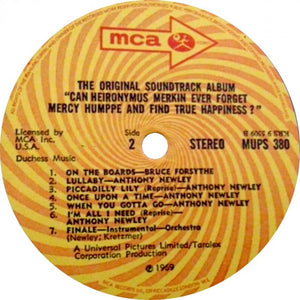 mca
THE ORIGINAL SOUNDTRACK ALBUM
"CAN HEIRONYMUS MERKIN EVER FORGET
MERCY HUMPPE AND FIND TRUE HAPPINESS?"
Licensed by
MCA. Inc.
U.S.A.
Side
2
STEREO
MUPS 380
Duchess Music
1. ON THE BOARDS—BRUCE FORSYTHE
2. LULLABY—ANTHONY NEWLEY
3. PICCADILLY LILY (Reprise)—ANTHONY NEWLEY
4. ONCE UPON A TIME—ANTHONY NEWLEY
5. WHEN YOU GOTTA GO—ANTHONY NEWLEY
6. I'M ALL I NEED (Reprise)—
ANTHONY NEWLEY
7. FINALE—Instrumental—Orchestra
(Newley; Kretzmer)
A Universal Pictures Limited/Taralex
Corporation Production
℗ 1969